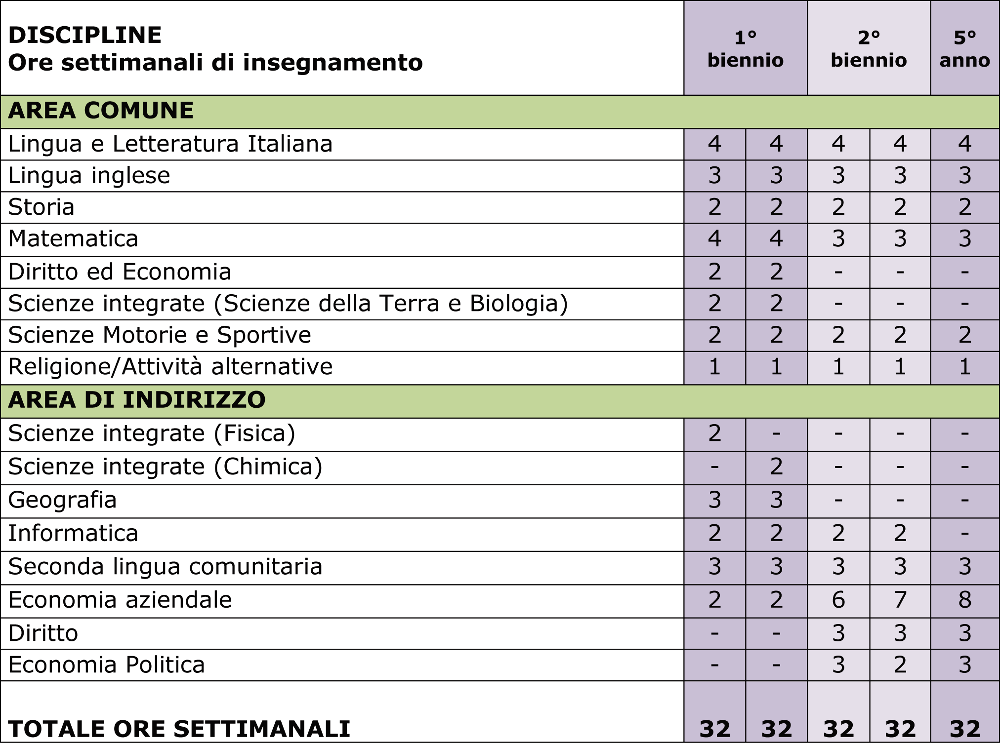 DISCIPLINE
Ore settimanali di insegnamento
1° biennio 2° biennio 5° anno
AREA COMUNE
Lingua e Letteratura Italiana 4 4 4 4 4
Lingua inglese 3 3 3 3 3
Storia 2 2 2 2 2
Matematica 4 4 3 3 3
Diritto ed Economia 2 2 - - -
Scienze integrate (Scienze della Terra e Biologia) 2 2 - - -
Scienze Motorie e Sportive 2 2 2 2 2
Religione/Attività alternative 1 1 1 1 1
AREA DI INDIRIZZO
Scienze integrate (Fisica) 2 - - - -
Scienze integrate (Chimica) - 2 - - -
Geografia 3 3 - - -
Informatica 2 2 2 2 -
Seconda lingua comunitaria 3 3 3 3 3
Economia aziendale 2 2 6 7 8
Diritto - - 3 3 3
Economia Politica - - 3 2 3
TOTALE ORE SETTIMANALI 32 32 32 32 32